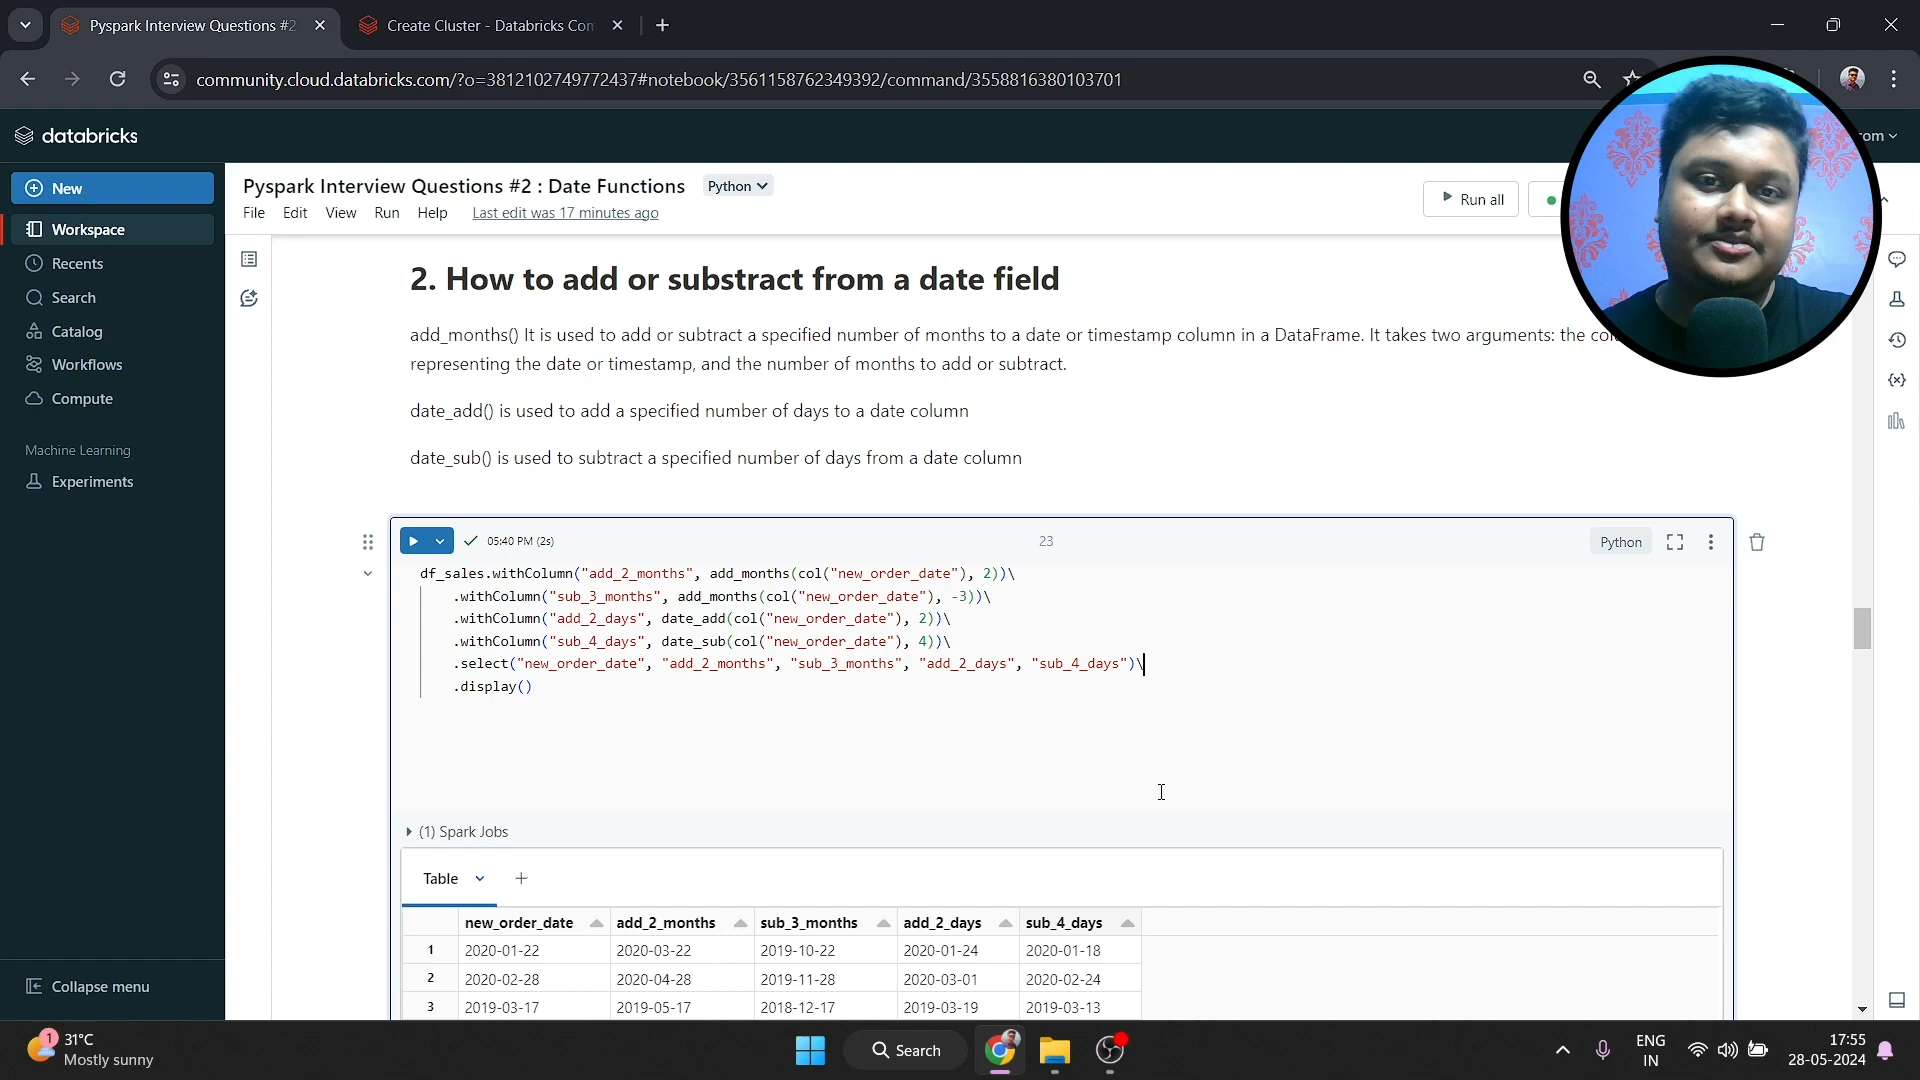 Pyspark Interview Questions #2
Create Cluster - Databricks Com
community.cloud.databricks.com/?o=3812102749772437#notebook/3561158762349392/command/3558816380103701
databricks
om
New
Workspace
Recents
Search
Catalog
Workflows
Compute
Machine Learning
Experiments
Collapse menu
Pyspark Interview Questions #2 : Date Functions Python
File Edit View Run Help Last edit was 17 minutes ago
Run all
2. How to add or substract from a date field
add_months() It is used to add or subtract a specified number of months to a date or timestamp column in a DataFrame. It takes two arguments: the
representing the date or timestamp, and the number of months to add or subtract.
date_add() is used to add a specified number of days to a date column
date_sub() is used to subtract a specified number of days from a date column
05:40 PM (2s) 23 Python
df_sales.withColumn("add_2_months", add_months(col("new_order_date"), 2))\
.withColumn("sub_3_months", add_months(col("new_order_date"), -3))\
.withColumn("add_2_days", date_add(col("new_order_date"), 2))\
.withColumn("sub_4_days", date_sub(col("new_order_date"), 4))\
.select("new_order_date", "add_2_months", "sub_3_months", "add_2_days", "sub_4_days")\
.display()
(1) Spark Jobs
Table
new_order_date add_2_months sub_3_months add_2_days sub_4_days
1 2020-01-22 2020-03-22 2019-10-22 2020-01-24 2020-01-18
2 2020-02-28 2020-04-28 2019-11-28 2020-03-01 2020-02-24
3 2019-03-17 2019-05-17 2018-12-17 2019-03-19 2019-03-13
1
31°C
Mostly sunny
Search
ENG
IN
17:55
28-05-2024